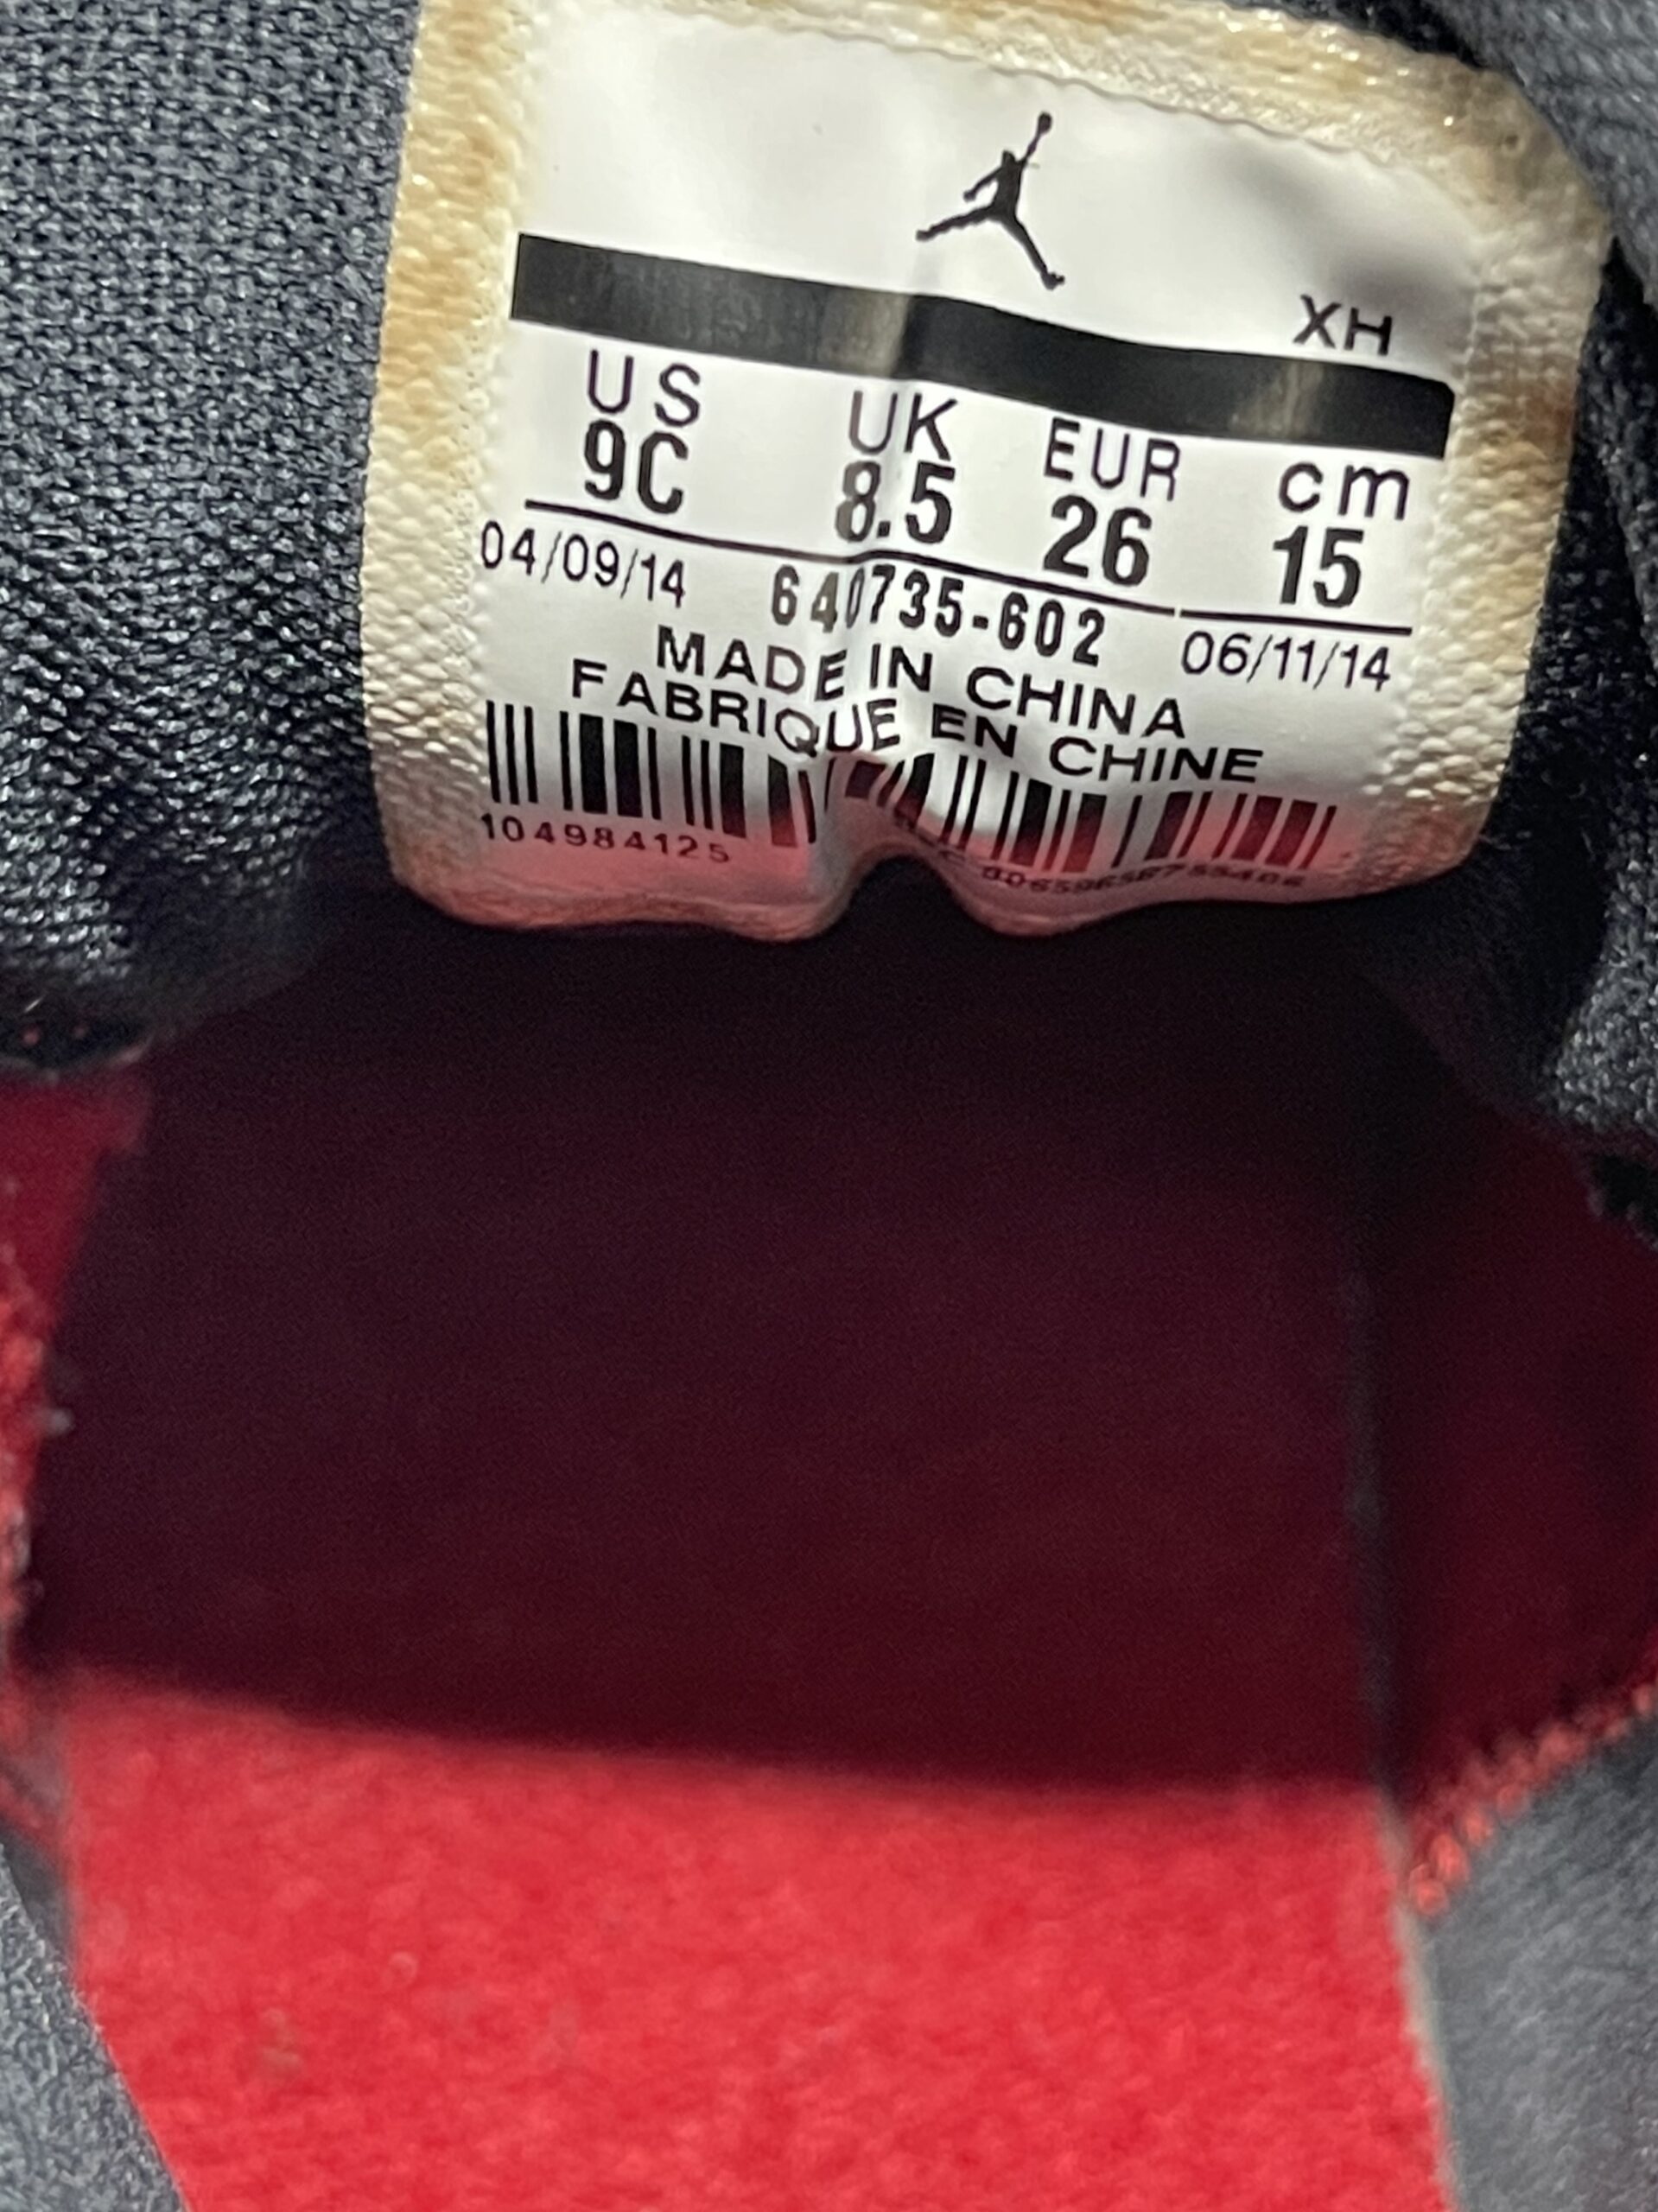 XH
US UK EUR cm
9C 8.5 26 15
04/09/14 640735-602 06/11/14
MADE IN CHINA
FABRIQUE EN CHINE
104984125